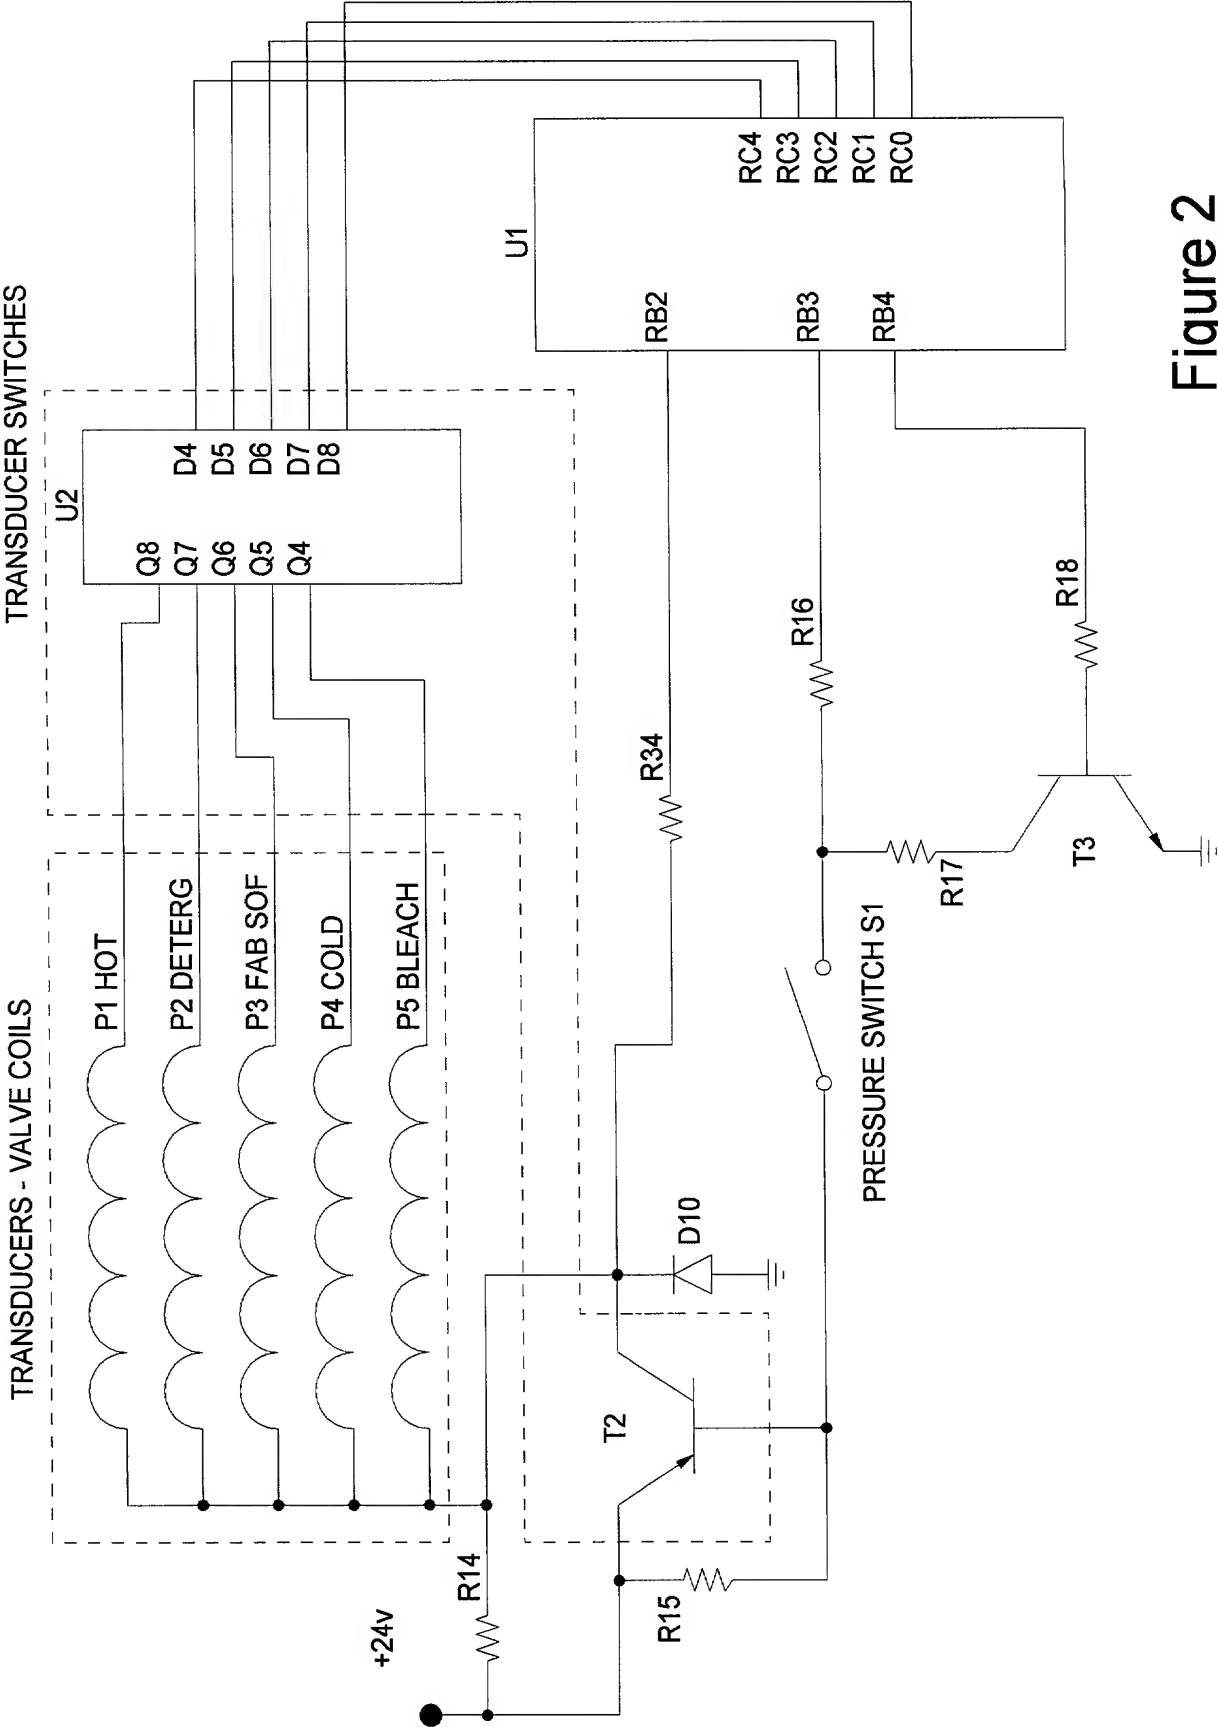 TRANSDUCERS - VALVE COILS
TRANSDUCER SWITCHES
P1 HOT
P2 DETERG
P3 FAB SOF
P4 COLD
P5 BLEACH
U2
Q8
Q7
Q6
Q5
Q4
D4
D5
D6
D7
D8
+24v
R14
T2
R15
D10
R34
U1
RB2
RB3
RB4
RC4
RC3
RC2
RC1
RC0
R16
PRESSURE SWITCH S1
R17
R18
T3
Figure 2